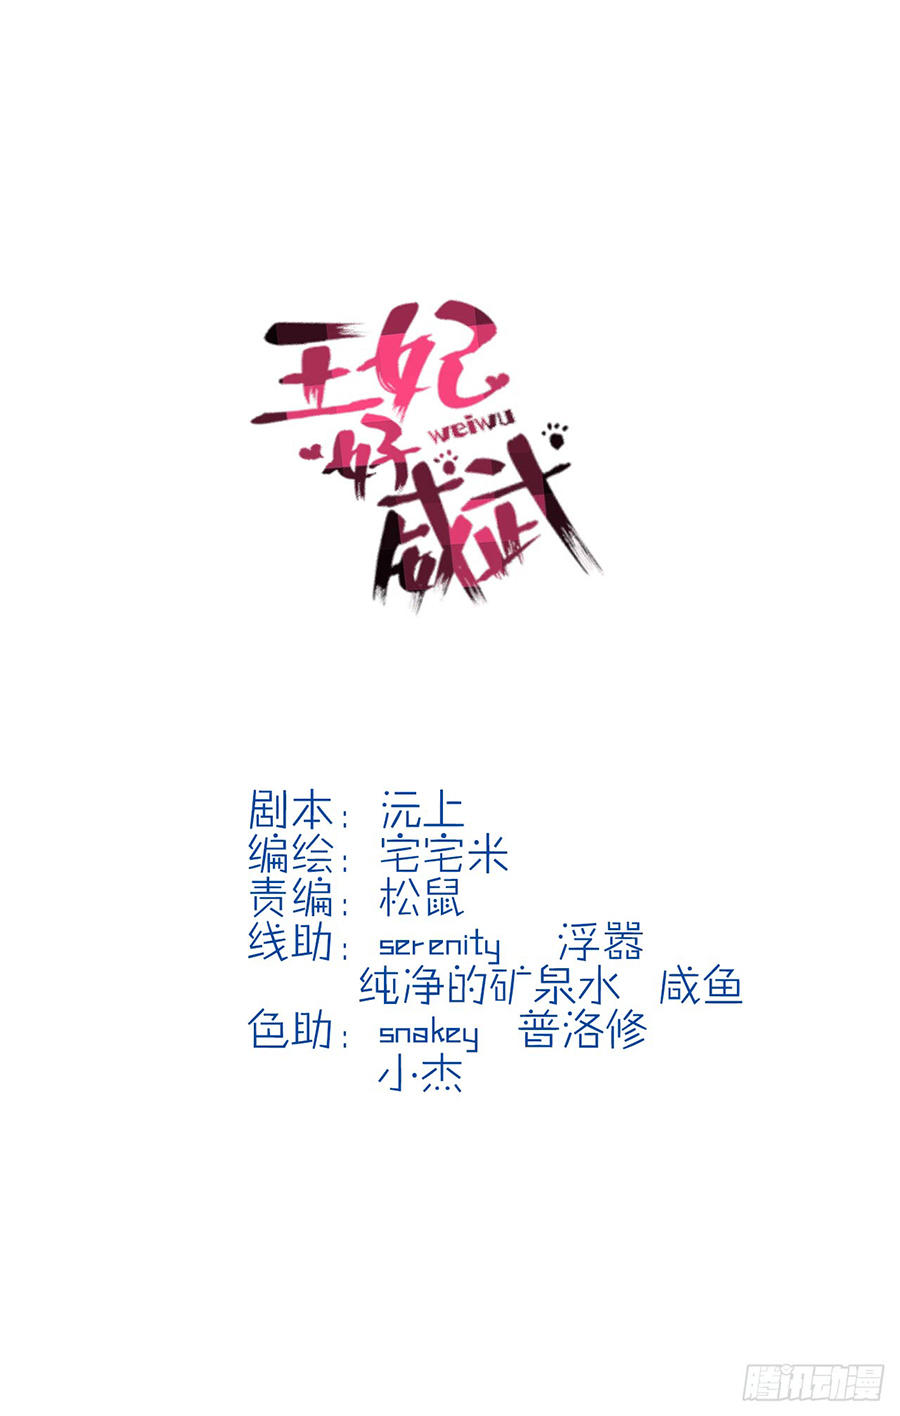 王妃
好 weiwu
威武
剧本： 沅上
编绘： 宅宅米
责编： 松鼠
线助： serenity 浮嚣
纯净的矿泉水 咸鱼
色助： snakey 普洛修
小杰
腾讯动漫